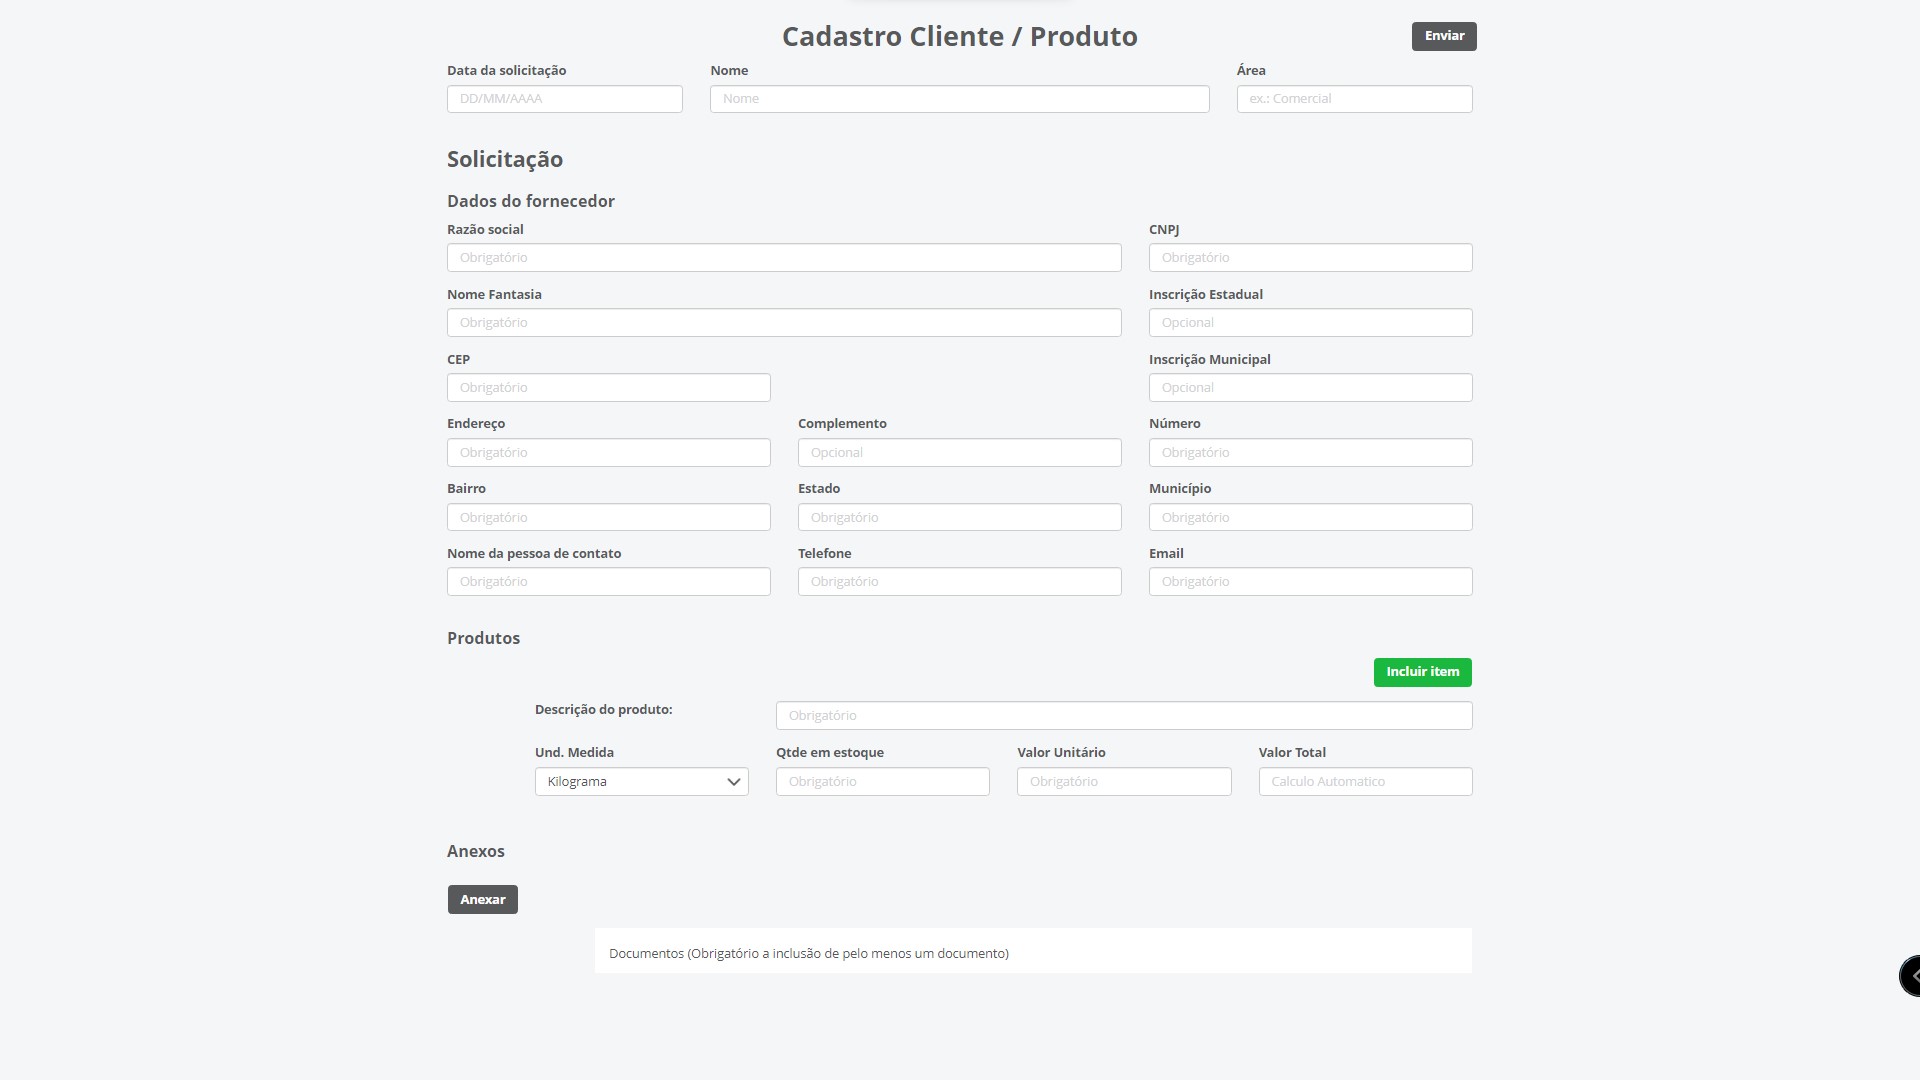 Cadastro Cliente / Produto
Enviar
Data da solicitação
Nome
Área
DD/MM/AAAA
Nome
ex.: Comercial
Solicitação
Dados do fornecedor
Razão social
CNPJ
Obrigatório
Obrigatório
Nome Fantasia
Inscrição Estadual
Obrigatório
Opcional
CEP
Inscrição Municipal
Obrigatório
Opcional
Endereço
Complemento
Número
Obrigatório
Opcional
Obrigatório
Bairro
Estado
Município
Obrigatório
Obrigatório
Obrigatório
Nome da pessoa de contato
Telefone
Email
Obrigatório
Obrigatório
Obrigatório
Produtos
Incluir item
Descrição do produto:
Obrigatório
Und. Medida
Qtde em estoque
Valor Unitário
Valor Total
Kilograma
Obrigatório
Obrigatório
Calculo Automatico
Anexos
Anexar
Documentos (Obrigatório a inclusão de pelo menos um documento)